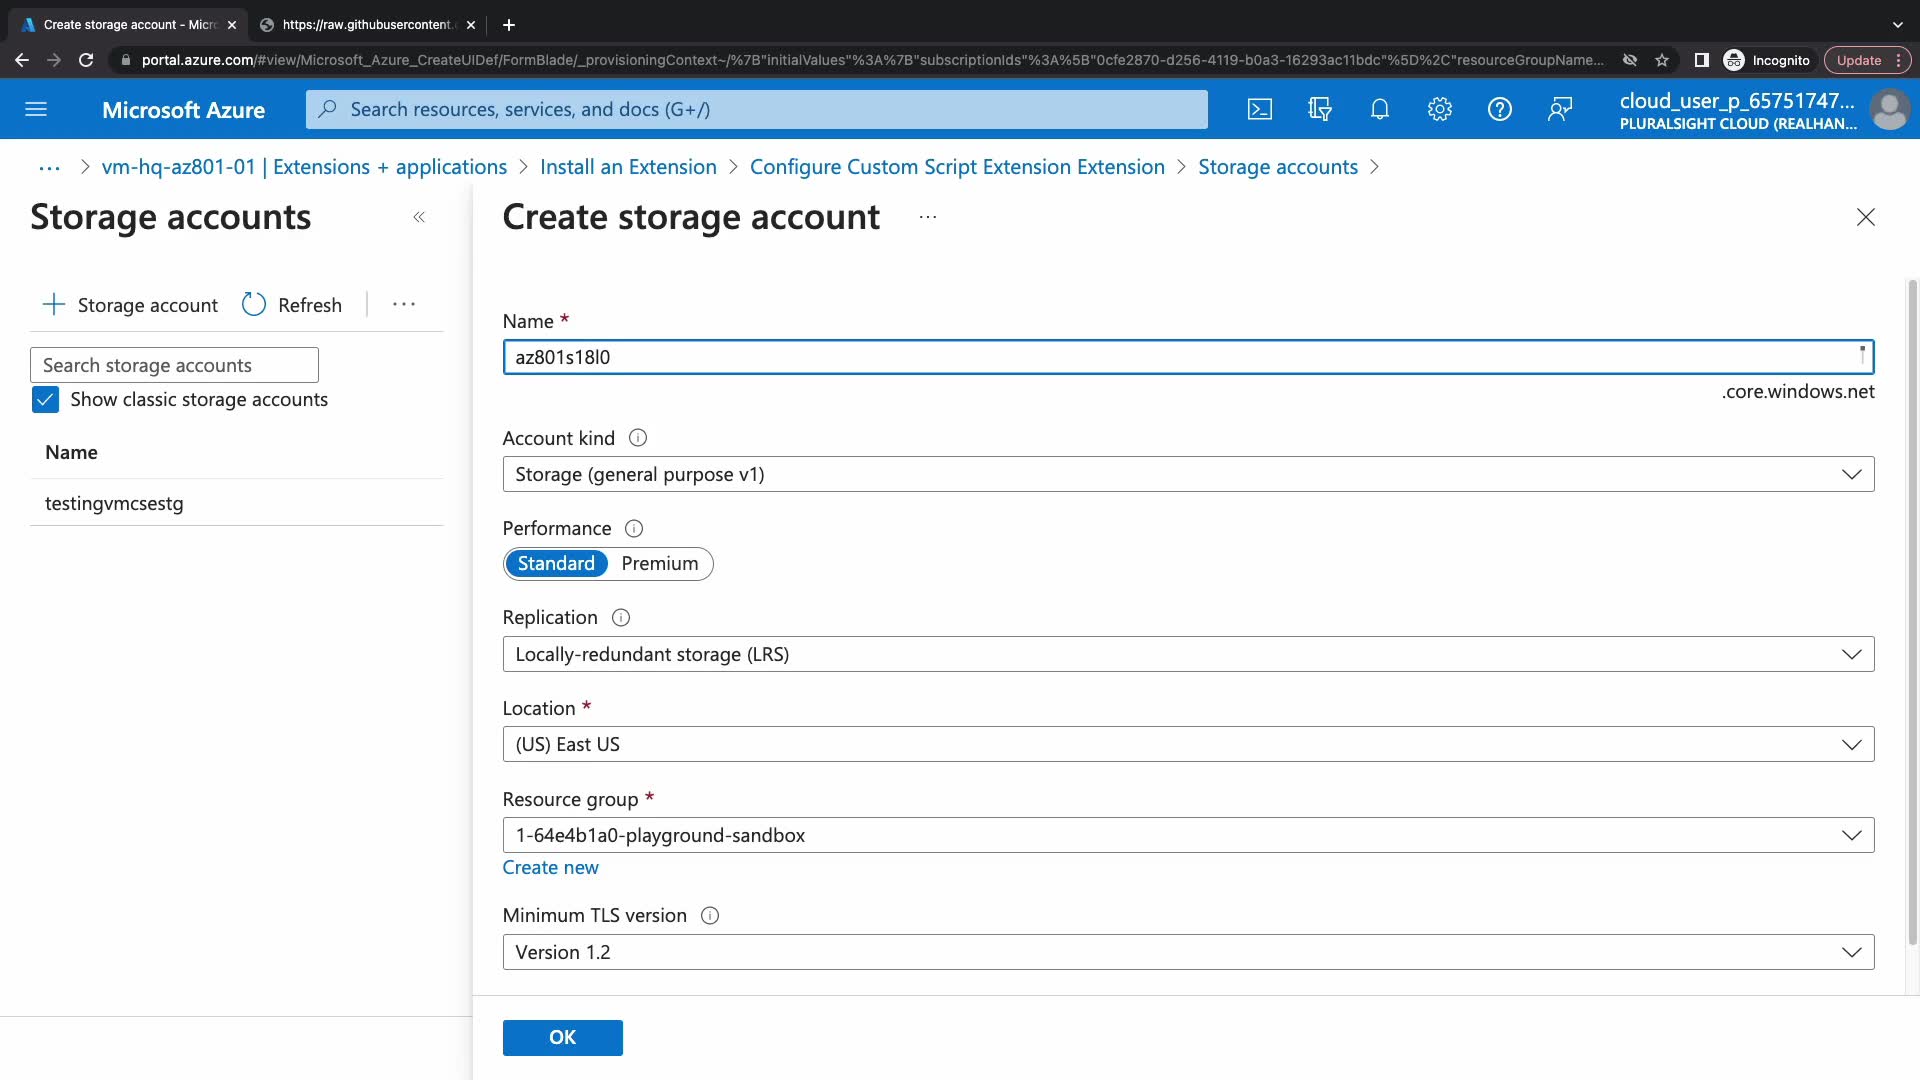 Create storage account - Micr
https://raw.githubusercontent.
portal.azure.com/#view/Microsoft_Azure_CreateUIDef/FormBlade/_provisioningContext~/%7B"initialValues"%3A%7B"subscriptionIds"%3A%5B"0cfe2870-d256-4119-b0a3-16293ac11bdc"%5D%2C"resourceGroupName...
Incognito
Update
Microsoft Azure
Search resources, services, and docs (G+/)
cloud_user_p_65751747...
PLURALSIGHT CLOUD (REALHAN...
... > vm-hq-az801-01 | Extensions + applications > Install an Extension > Configure Custom Script Extension Extension > Storage accounts >
Storage accounts
«
+ Storage account
Refresh
...
Search storage accounts
Show classic storage accounts
Name
testingvmcsestg
Create storage account
...
Name *
az801s18l0
.core.windows.net
Account kind
Storage (general purpose v1)
Performance
Standard
Premium
Replication
Locally-redundant storage (LRS)
Location *
(US) East US
Resource group *
1-64e4b1a0-playground-sandbox
Create new
Minimum TLS version
Version 1.2
OK